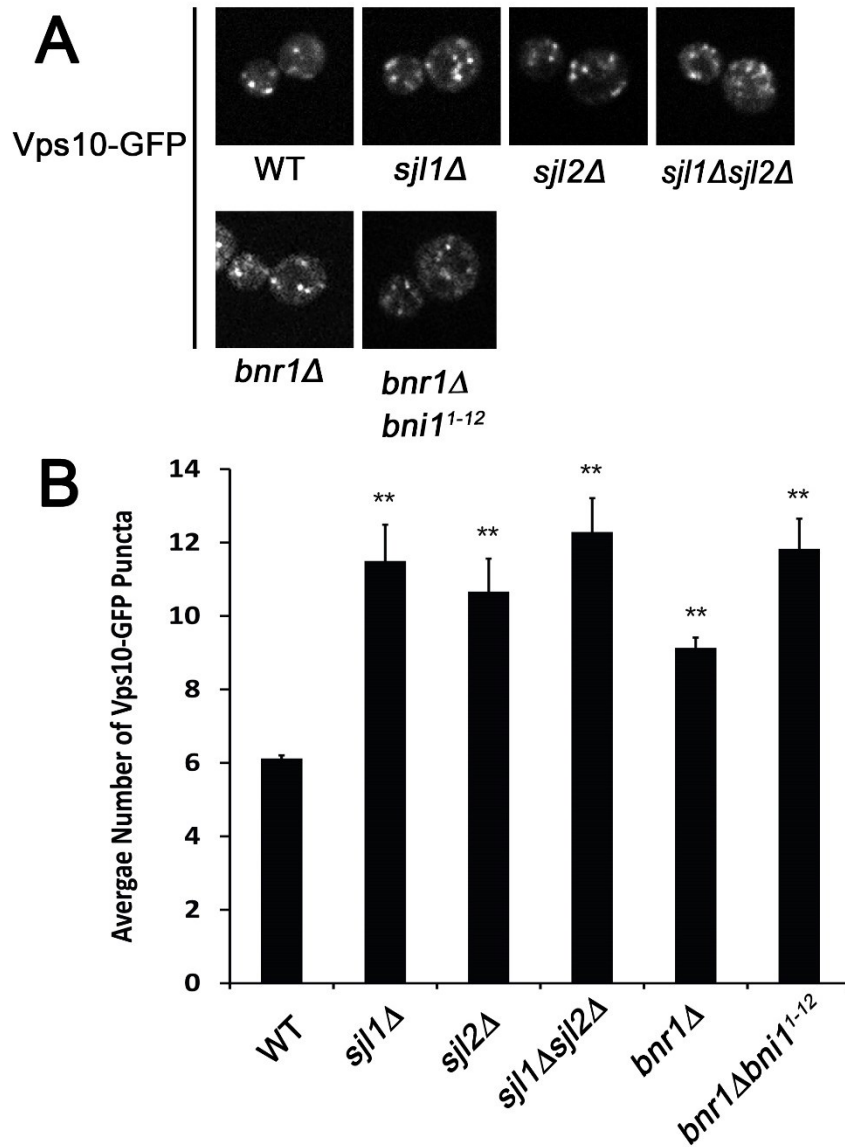 A
Vps10-GFP
WT
sjl1Δ
sjl2Δ
sjl1Δsjl2Δ
bnr1Δ
bnr1Δ
bni1¹⁻¹²
B
Avergae Number of Vps10-GFP Puncta
14
12
10
8
6
4
2
0
**
**
**
**
**
WT
sjl1Δ
sjl2Δ
sjl1Δsjl2Δ
bnr1Δ
bnr1Δbni1¹⁻¹²